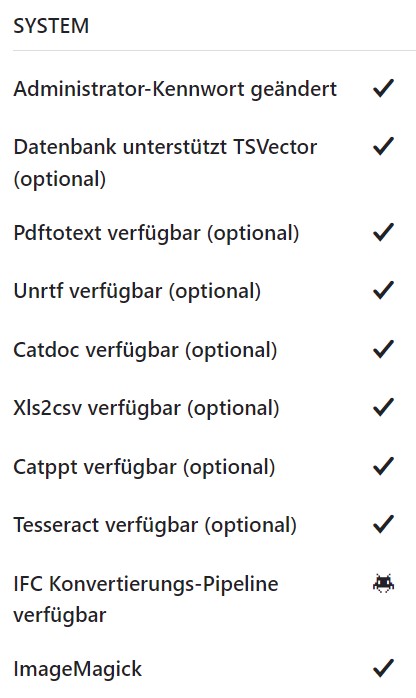 SYSTEM
Administrator-Kennwort geändert
Datenbank unterstützt TSVector
(optional)
Pdftotext verfügbar (optional)
Unrtf verfügbar (optional)
Catdoc verfügbar (optional)
Xls2csv verfügbar (optional)
Catppt verfügbar (optional)
Tesseract verfügbar (optional)
IFC Konvertierungs-Pipeline
verfügbar
ImageMagick